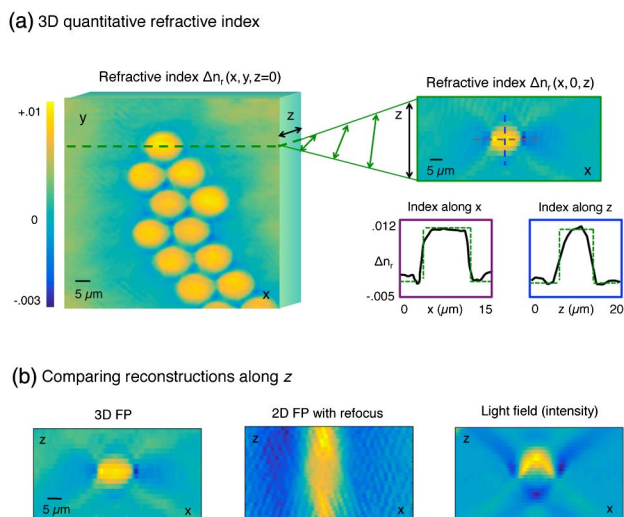 (a) 3D quantitative refractive index
Refractive index Δnr (x, y, z=0)
Refractive index Δnr (x, 0, z)
+.01
0
-.003
y
z
5 μm
x
z
5 μm
x
Index along x
Index along z
.012
Δnr
-.005
0 x (μm) 15
0 z (μm) 20
(b) Comparing reconstructions along z
3D FP
2D FP with refocus
Light field (intensity)
z
5 μm
x
z
x
z
x